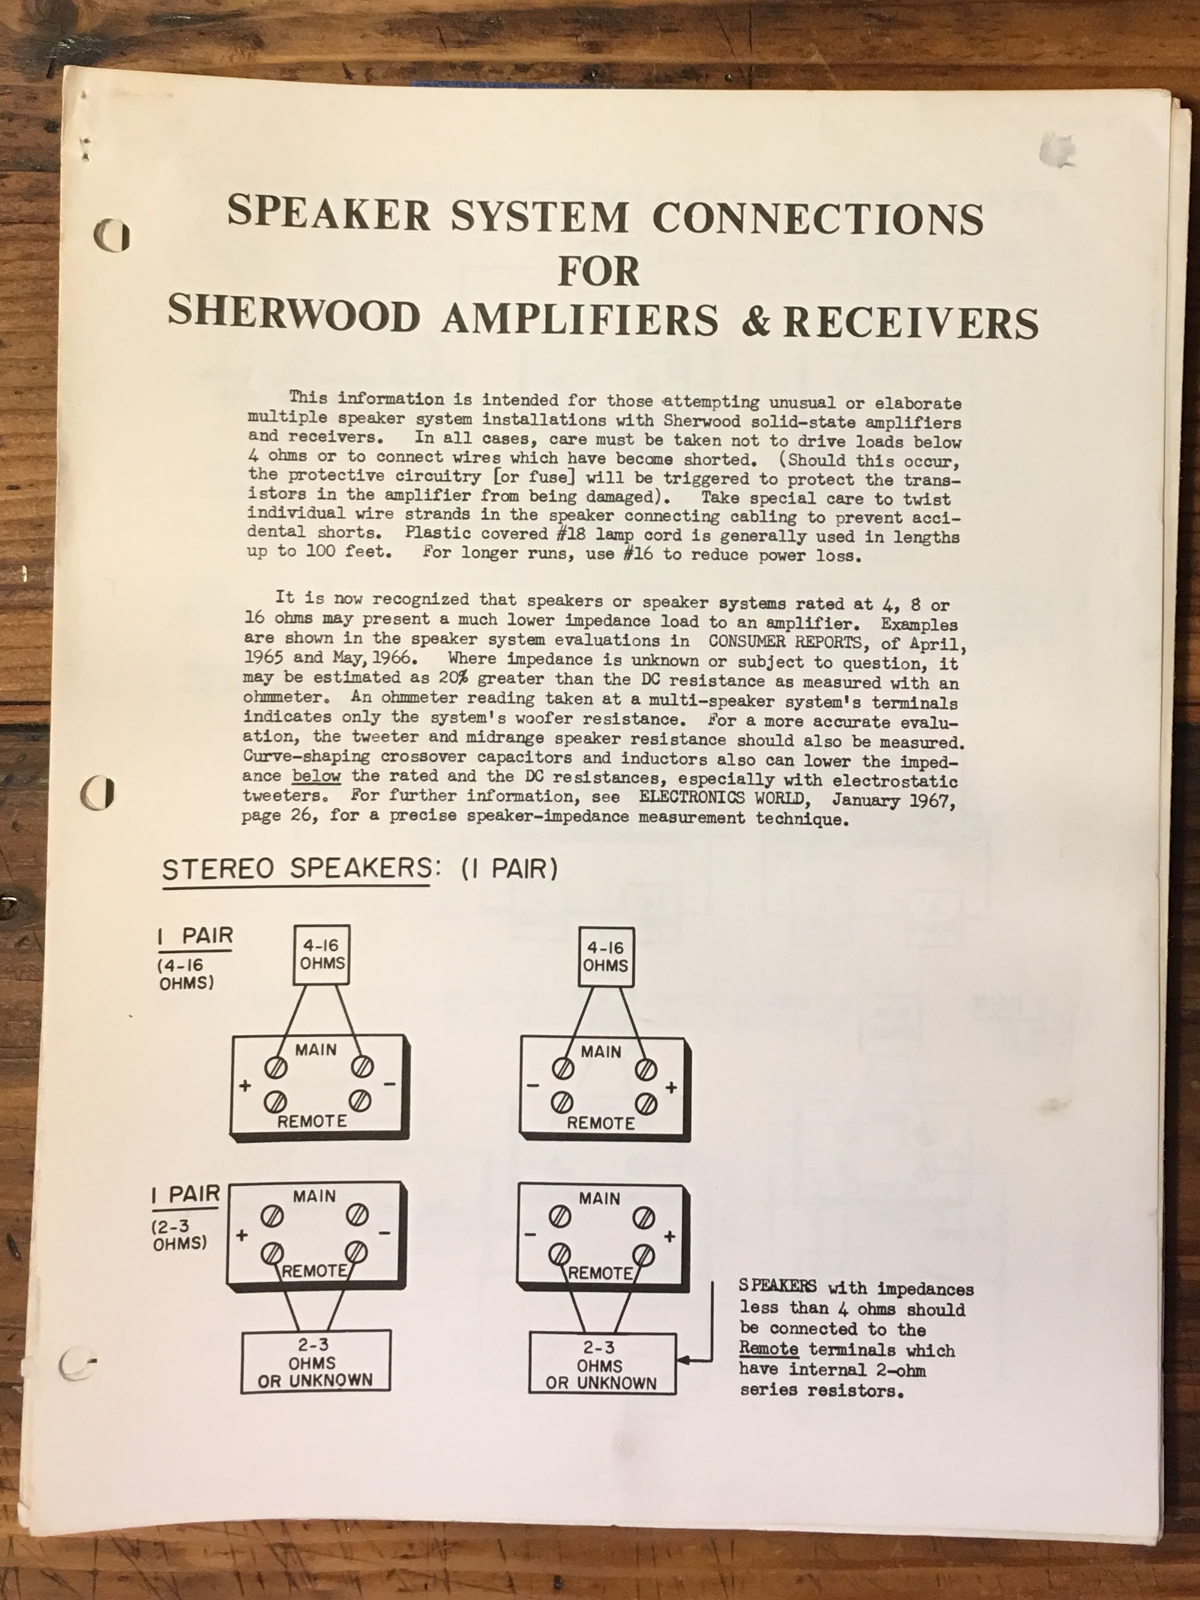 SPEAKER SYSTEM CONNECTIONS
FOR
SHERWOOD AMPLIFIERS & RECEIVERS
This information is intended for those attempting unusual or elaborate
multiple speaker system installations with Sherwood solid-state amplifiers
and receivers. In all cases, care must be taken not to drive loads below
4 ohms or to connect wires which have become shorted. (Should this occur,
the protective circuitry [or fuse] will be triggered to protect the trans-
istors in the amplifier from being damaged). Take special care to twist
individual wire strands in the speaker connecting cabling to prevent acci-
dental shorts. Plastic covered #18 lamp cord is generally used in lengths
up to 100 feet. For longer runs, use #16 to reduce power loss.
It is now recognized that speakers or speaker systems rated at 4, 8 or
16 ohms may present a much lower impedance load to an amplifier. Examples
are shown in the speaker system evaluations in CONSUMER REPORTS, of April,
1965 and May, 1966. Where impedance is unknown or subject to question, it
may be estimated as 20% greater than the DC resistance as measured with an
ohmmeter. An ohmmeter reading taken at a multi-speaker system's terminals
indicates only the system's woofer resistance. For a more accurate evalu-
ation, the tweeter and midrange speaker resistance should also be measured.
Curve-shaping crossover capacitors and inductors also can lower the imped-
ance below the rated and the DC resistances, especially with electrostatic
tweeters. For further information, see ELECTRONICS WORLD, January 1967,
page 26, for a precise speaker-impedance measurement technique.
STEREO SPEAKERS: (1 PAIR)
1 PAIR
(4-16
OHMS)
4-16
OHMS
MAIN
+ -
REMOTE
4-16
OHMS
MAIN
- +
REMOTE
1 PAIR
(2-3
OHMS)
MAIN
+ -
REMOTE
2-3
OHMS
OR UNKNOWN
MAIN
- +
REMOTE
2-3
OHMS
OR UNKNOWN
SPEAKERS with impedances
less than 4 ohms should
be connected to the
Remote terminals which
have internal 2-ohm
series resistors.